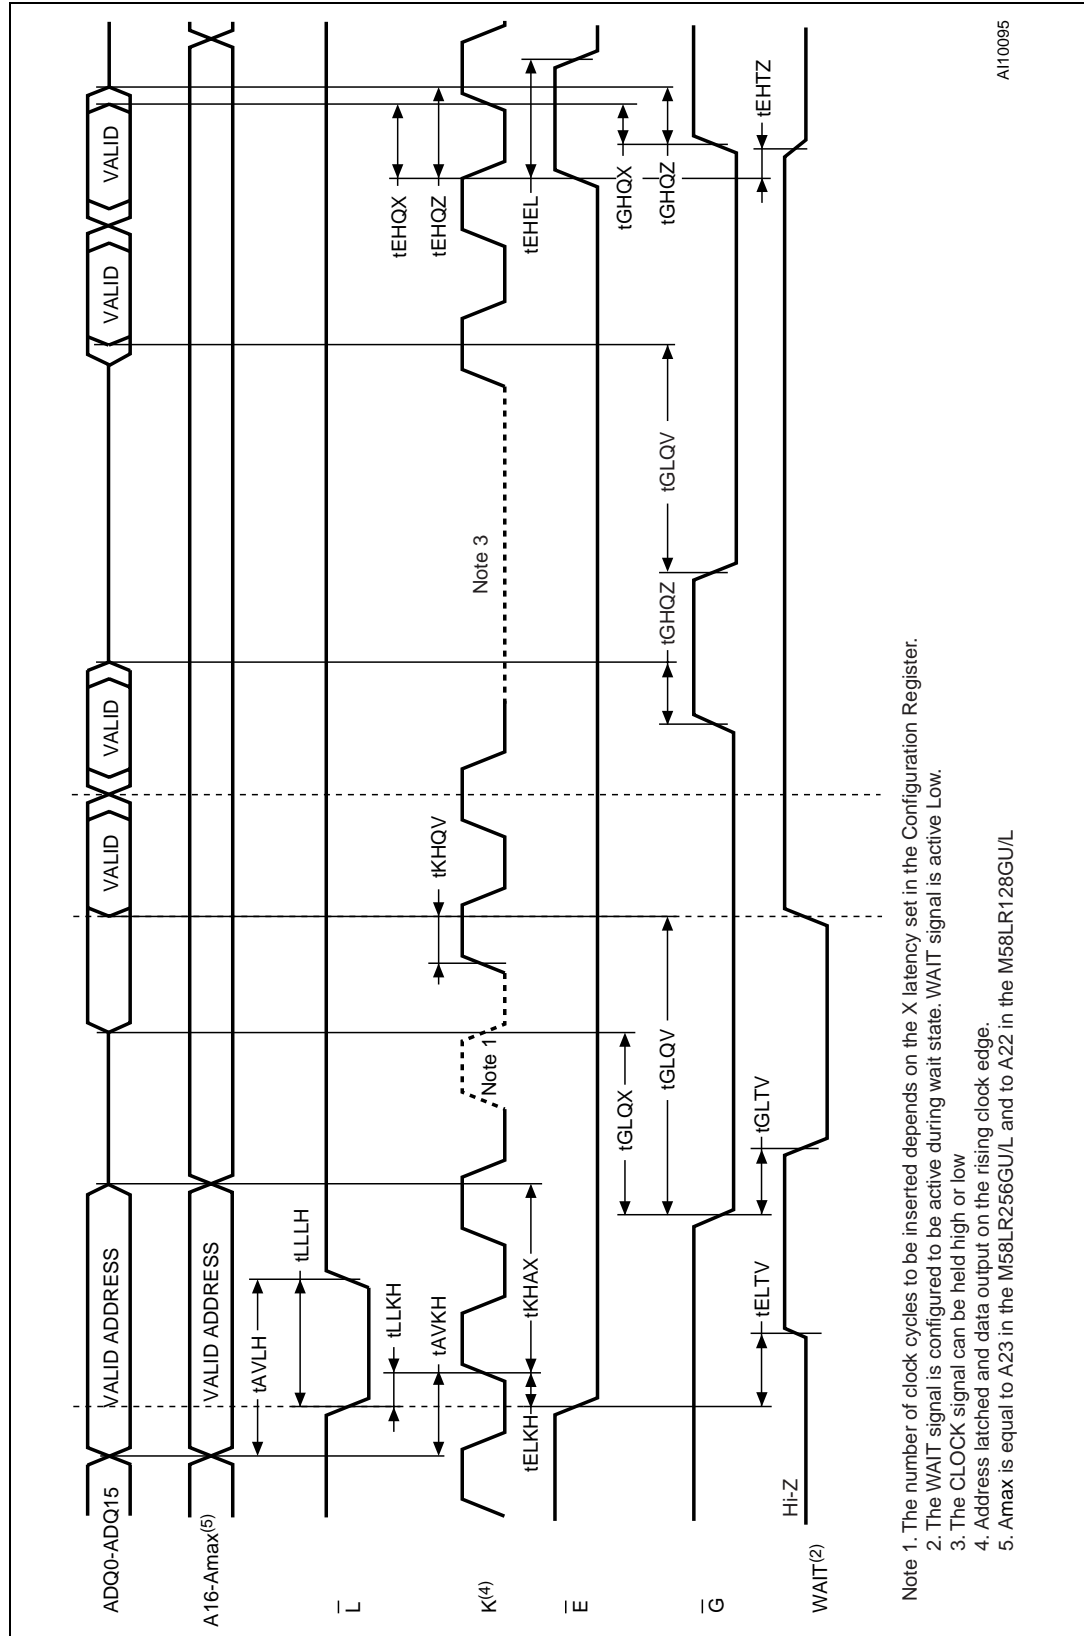 ADQ0-ADQ15
VALID ADDRESS
VALID
VALID
VALID
VALID
A16-Amax(5)
VALID ADDRESS
tAVLH
L
tLLLH
tLLKH
tAVKH
tKHQV
tEHQX
tEHQZ
K(4)
Note 1
Note 3
tELKH
tKHAX
tEHEL
E
tGLQX
tGHQX
G
tGLQV
tGHQZ
tGLQV
tGHQZ
tELTV
tGLTV
tEHTZ
Hi-Z
WAIT(2)
AI10095
Note 1. The number of clock cycles to be inserted depends on the X latency set in the Configuration Register.
2. The WAIT signal is configured to be active during wait state. WAIT signal is active Low.
3. The CLOCK signal can be held high or low
4. Address latched and data output on the rising clock edge.
5. Amax is equal to A23 in the M58LR256GU/L and to A22 in the M58LR128GU/L